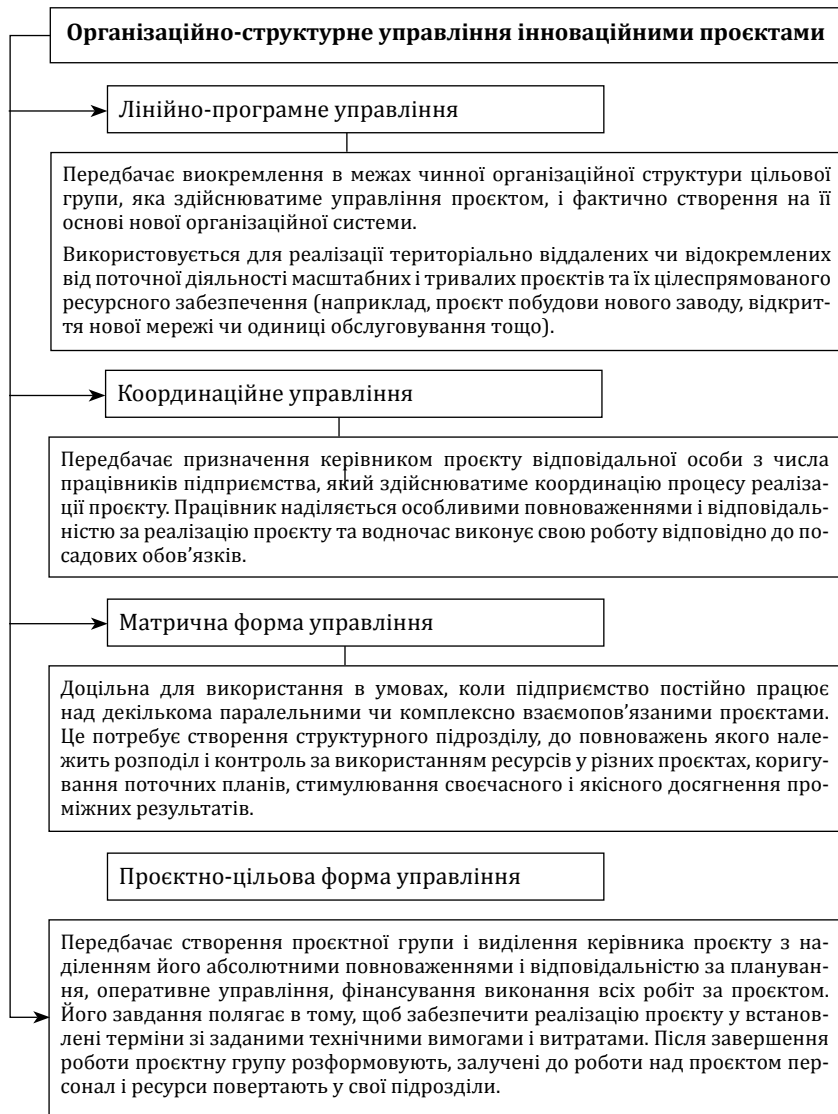 Організаційно-структурне управління інноваційними проєктами
Лінійно-програмне управління
Передбачає виокремлення в межах чинної організаційної структури цільової
групи, яка здійснюватиме управління проєктом, і фактично створення на її
основі нової організаційної системи.
Використовується для реалізації територіально віддалених чи відокремлених
від поточної діяльності масштабних і тривалих проєктів та їх цілеспрямованого
ресурсного забезпечення (наприклад, проєкт побудови нового заводу, відкрит-
тя нової мережі чи одиниці обслуговування тощо).
Координаційне управління
Передбачає призначення керівником проєкту відповідальної особи з числа
працівників підприємства, який здійснюватиме координацію процесу реаліза-
ції проєкту. Працівник наділяється особливими повноваженнями і відповідаль-
ністю за реалізацію проєкту та водночас виконує свою роботу відповідно до по-
садових обов’язків.
Матрична форма управління
Доцільна для використання в умовах, коли підприємство постійно працює
над декількома паралельними чи комплексно взаємопов’язаними проєктами.
Це потребує створення структурного підрозділу, до повноважень якого нале-
жить розподіл і контроль за використанням ресурсів у різних проєктах, коригу-
вання поточних планів, стимулювання своєчасного і якісного досягнення про-
міжних результатів.
Проєктно-цільова форма управління
Передбачає створення проєктної групи і виділення керівника проєкту з на-
діленням його абсолютними повноваженнями і відповідальністю за плануван-
ня, оперативне управління, фінансування виконання всіх робіт за проєктом.
Його завдання полягає в тому, щоб забезпечити реалізацію проєкту у встанов-
лені терміни зі заданими технічними вимогами і витратами. Після завершення
роботи проєктну групу розформовують, залучені до роботи над проєктом пер-
сонал і ресурси повертають у свої підрозділи.